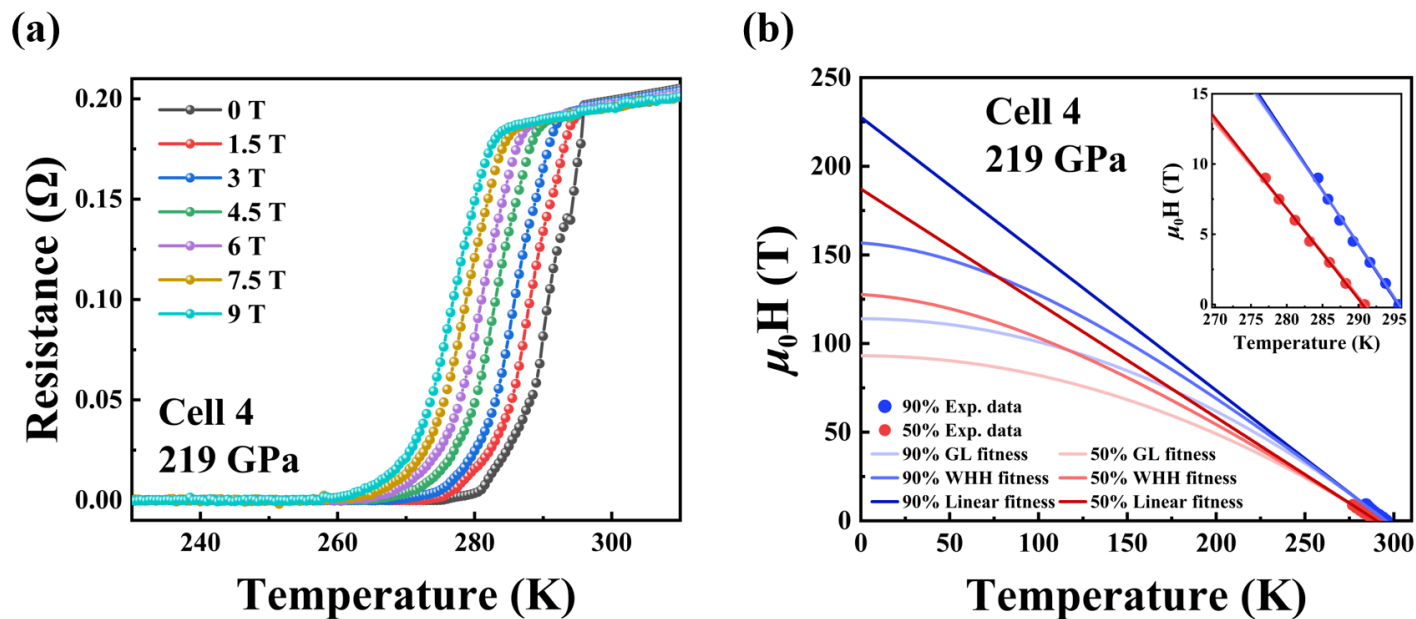 (a)
0.20
0.15
0.10
0.05
0.00
Resistance (Ω)
0 T
1.5 T
3 T
4.5 T
6 T
7.5 T
9 T
Cell 4
219 GPa
240
260
280
300
Temperature (K)
(b)
250
200
150
100
50
0
μ₀H (T)
Cell 4
219 GPa
15
10
5
0
μ₀H (T)
270 275 280 285 290 295
Temperature (K)
90% Exp. data
50% Exp. data
90% GL fitness 50% GL fitness
90% WHH fitness 50% WHH fitness
90% Linear fitness 50% Linear fitness
0 50 100 150 200 250 300
Temperature (K)